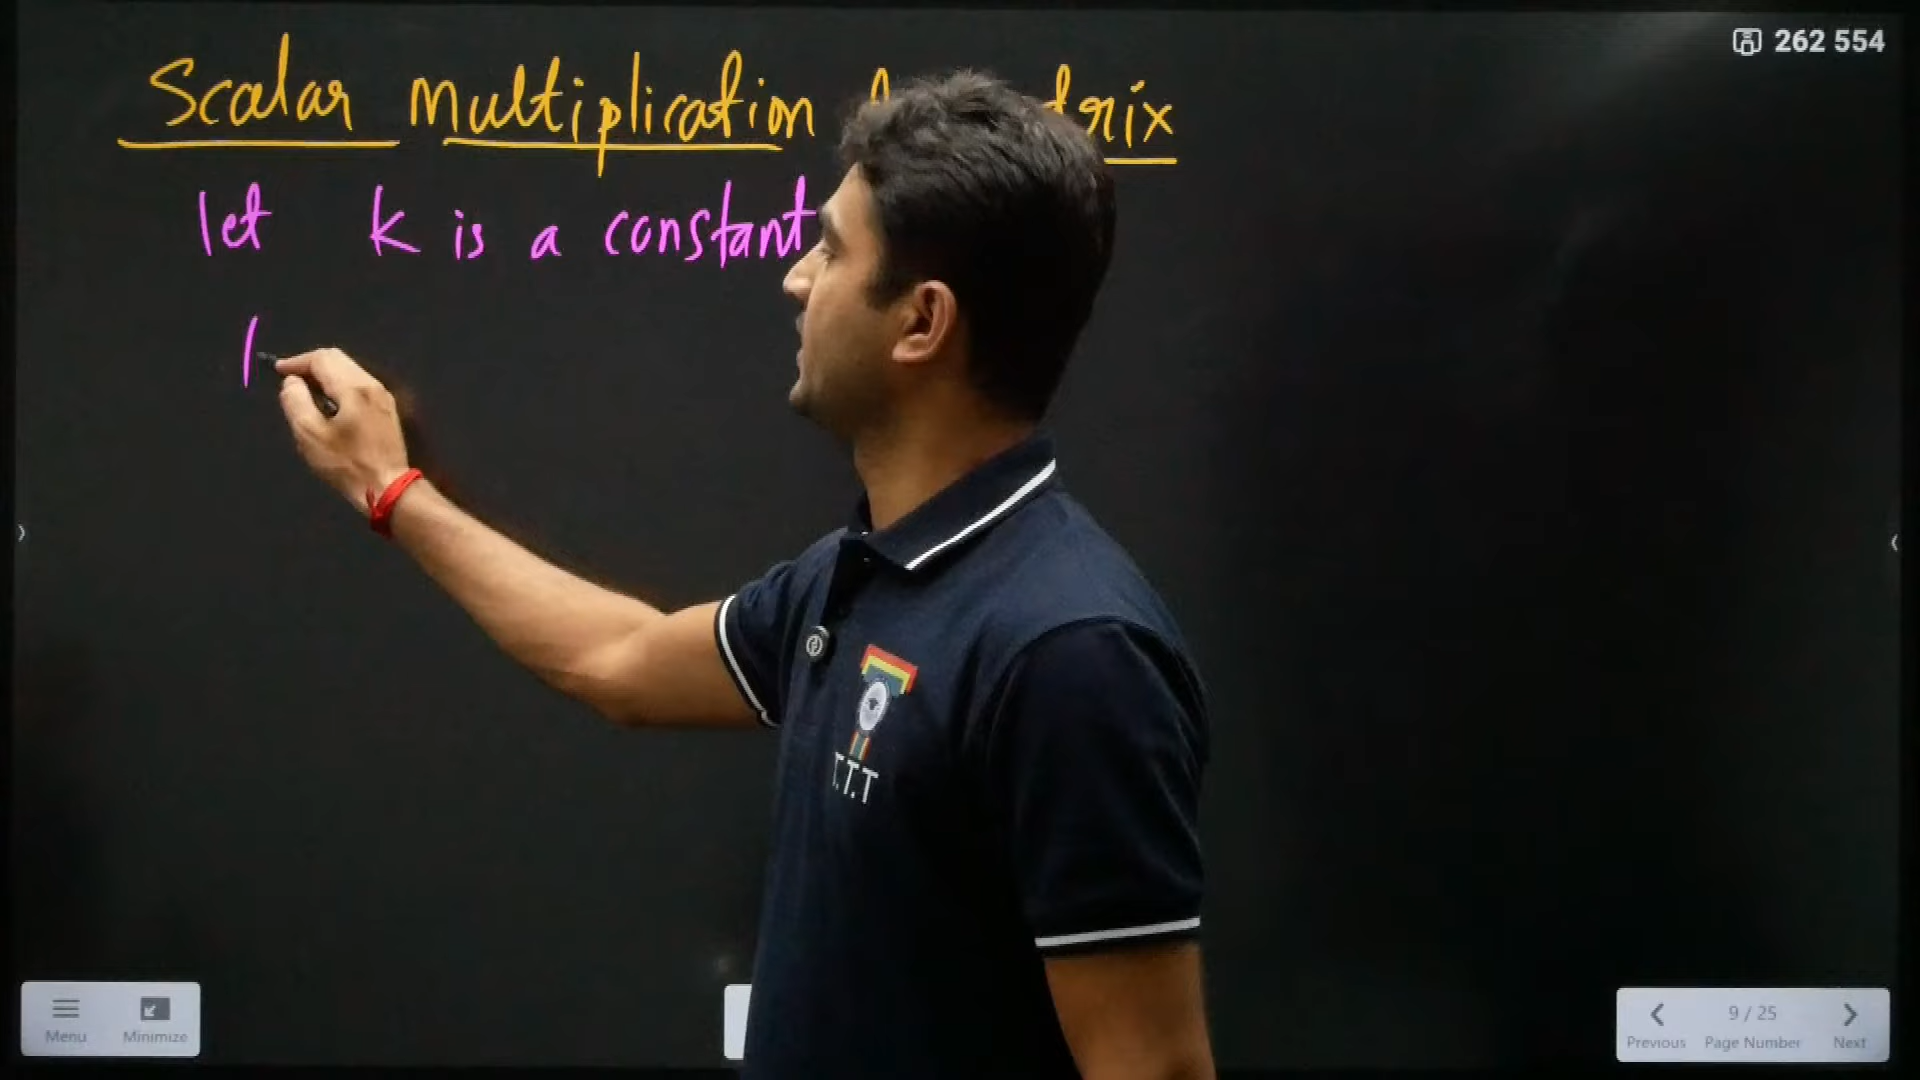 262 554
Scalar Multiplication
let k is a constant
T.T.T
Menu Minimize
9 / 25
Previous Page Number Next